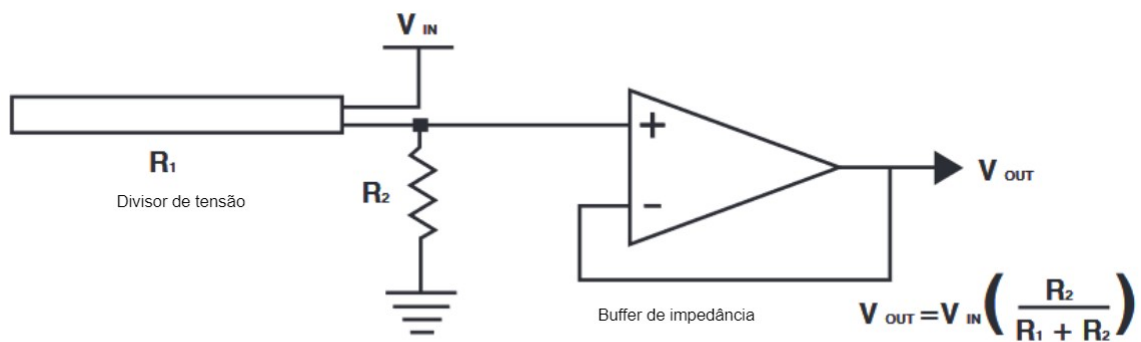 V IN
R1
Divisor de tensão
R2
+
-
V OUT
Buffer de impedância
V OUT = V IN ( R2 / R1 + R2 )